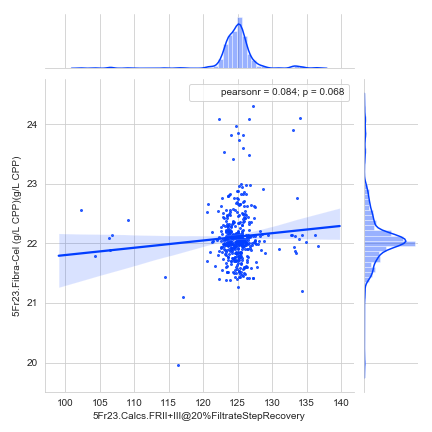 pearsonr = 0.084; p = 0.068
5Fr23.Fibra-Cel (g/L CPP)(g/L CPP)
24
23
22
21
20
100 105 110 115 120 125 130 135 140
5Fr23.Calcs.FRII+III@20%FiltrateStepRecovery